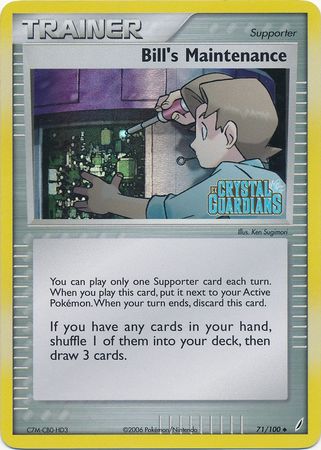 TRAINER
Supporter
Bill's Maintenance
EX
CRYSTAL
GUARDIANS
Illus. Ken Sugimori
You can play only one Supporter card each turn.
When you play this card, put it next to your Active
Pokémon. When your turn ends, discard this card.
If you have any cards in your hand,
shuffle 1 of them into your deck, then
draw 3 cards.
C7M-CB0-HD3
©2006 Pokémon/Nintendo
71/100